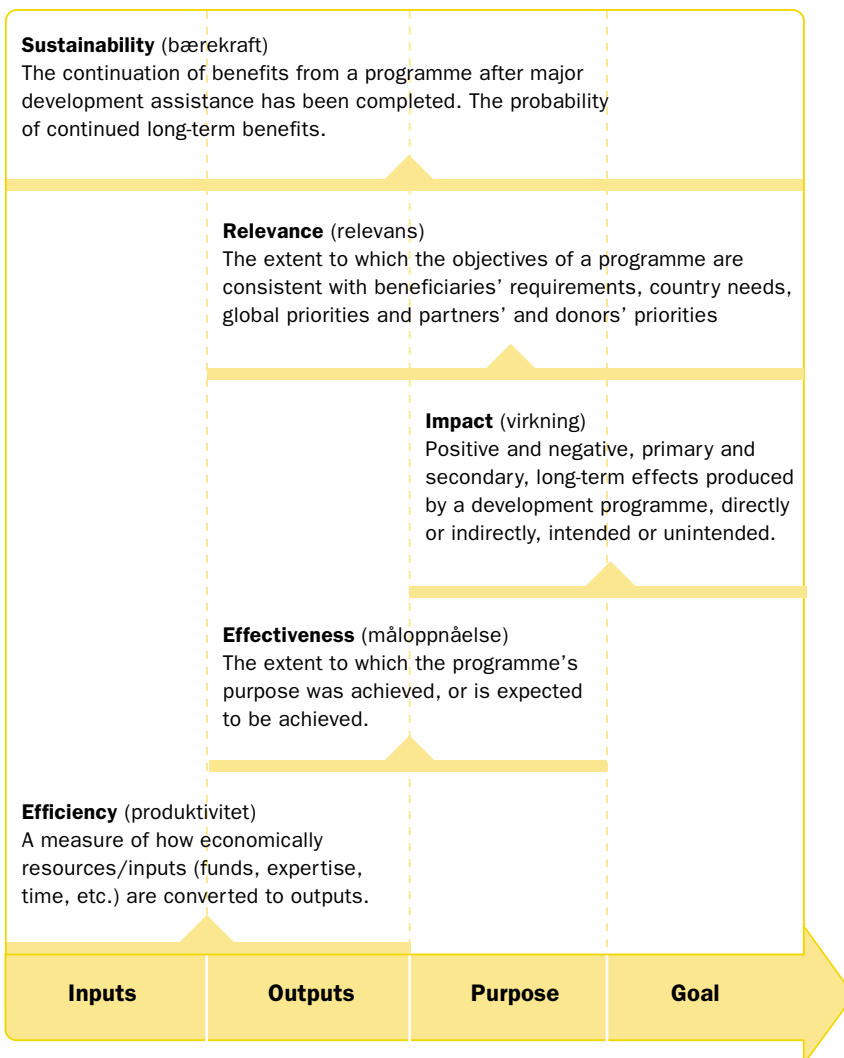 Sustainability (bærekraft)
The continuation of benefits from a programme after major
development assistance has been completed. The probability
of continued long-term benefits.
Relevance (relevans)
The extent to which the objectives of a programme are
consistent with beneficiaries’ requirements, country needs,
global priorities and partners’ and donors’ priorities
Impact (virkning)
Positive and negative, primary and
secondary, long-term effects produced
by a development programme, directly
or indirectly, intended or unintended.
Effectiveness (måloppnåelse)
The extent to which the programme’s
purpose was achieved, or is expected
to be achieved.
Efficiency (produktivitet)
A measure of how economically
resources/inputs (funds, expertise,
time, etc.) are converted to outputs.
Inputs Outputs Purpose Goal